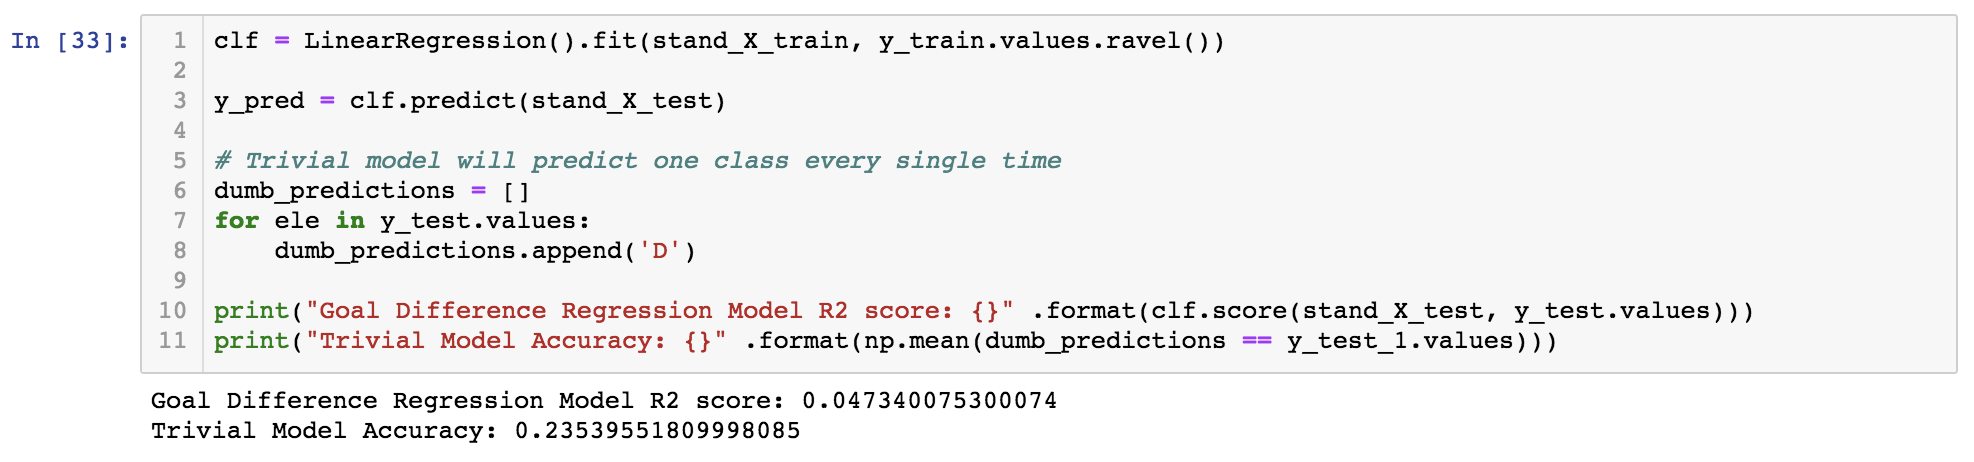 In [33]:
1 clf = LinearRegression().fit(stand_X_train, y_train.values.ravel())
2
3 y_pred = clf.predict(stand_X_test)
4
5 # Trivial model will predict one class every single time
6 dumb_predictions = []
7 for ele in y_test.values:
8     dumb_predictions.append('D')
9
10 print("Goal Difference Regression Model R2 score: {}" .format(clf.score(stand_X_test, y_test.values)))
11 print("Trivial Model Accuracy: {}" .format(np.mean(dumb_predictions == y_test_1.values)))
Goal Difference Regression Model R2 score: 0.047340075300074
Trivial Model Accuracy: 0.23539551809998085